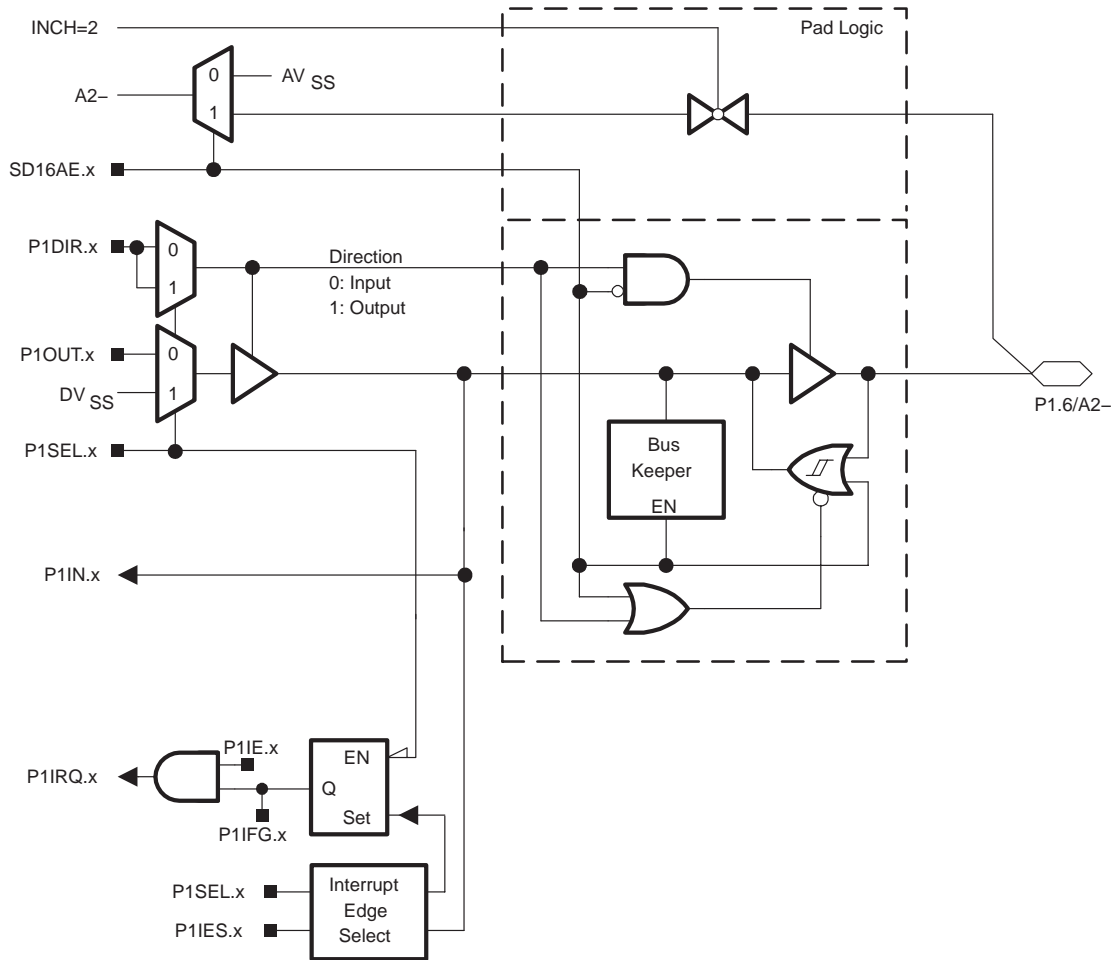 INCH=2
Pad Logic
0
AV SS
A2–
1
SD16AE.x
P1DIR.x
0
1
Direction
0: Input
1: Output
P1OUT.x
0
DV SS
1
P1.6/A2–
P1SEL.x
Bus
Keeper
EN
P1IN.x
P1IE.x
EN
P1IRQ.x
Q
Set
P1IFG.x
P1SEL.x
Interrupt
Edge
Select
P1IES.x